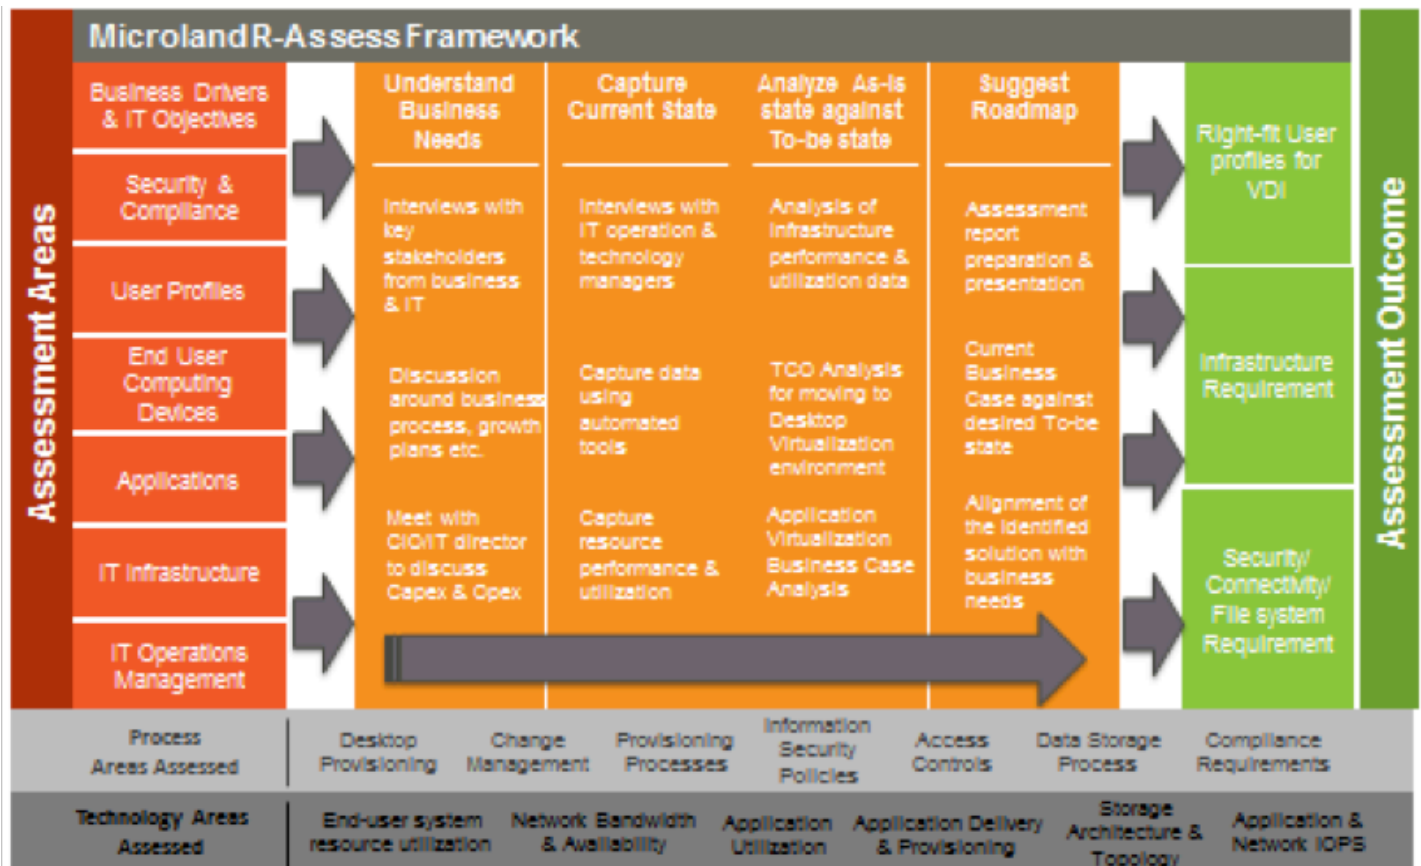 Microland R-Assess Framework
Assessment Areas
Business Drivers
& IT Objectives
Security &
Compliance
User Profiles
End User
Computing
Devices
Applications
IT Infrastructure
IT Operations
Management
Understand
Business
Needs
Interviews with
key
stakeholders
from business
& IT
Discussion
around business
process, growth
plans etc.
Meet with
CIO/IT director
to discuss
Capex & Opex
Capture
Current State
Interviews with
IT operation &
technology
managers
Capture data
using
automated
tools
Capture
resource
performance &
utilization
Analyze As-Is
state against
To-be state
Analysis of
Infrastructure
performance &
utilization data
TCO Analysis
for moving to
Desktop
Virtualization
environment
Application
Virtualization
Business Case
Analysis
Suggest
Roadmap
Assessment
report
preparation &
presentation
Current
Business
Case against
desired To-be
state
Alignment of
the identified
solution with
business
needs
Right-fit User
profiles for
VDI
Infrastructure
Requirement
Security/
Connectivity/
File system
Requirement
Assessment Outcome
Process
Areas Assessed
Desktop
Provisioning
Change
Management
Provisioning
Processes
Information
Security
Policies
Access
Controls
Data Storage
Process
Compliance
Requirements
Technology Areas
Assessed
End-user system
resource utilization
Network Bandwidth
& Availability
Application
Utilization
Application Delivery
& Provisioning
Storage
Architecture &
Topology
Application &
Network IOPS